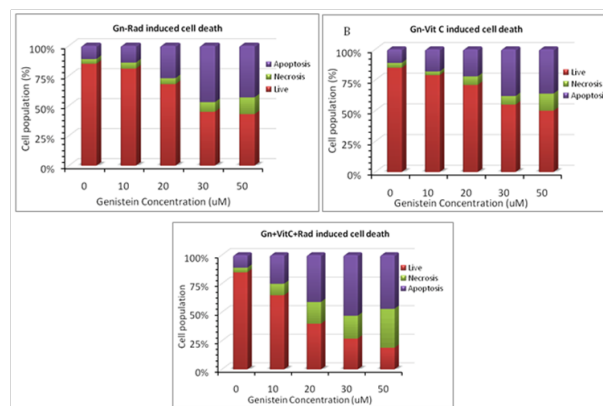 Gn-Rad induced cell death
100%
75%
50%
25%
0%
Cell population (%)
0 10 20 30 50
Genistein Concentration (uM)
Apoptosis
Necrosis
Live
B
Gn-Vit C induced cell death
100%
75%
50%
25%
0%
Cell population (%)
0 10 20 30 50
Genistein Concentration (uM)
Live
Necrosis
Apoptosis
Gn+VitC+Rad induced cell death
100%
75%
50%
25%
0%
Cell population
0 10 20 30 50
Genistein Concentration (uM)
Live
Necrosis
Apoptosis